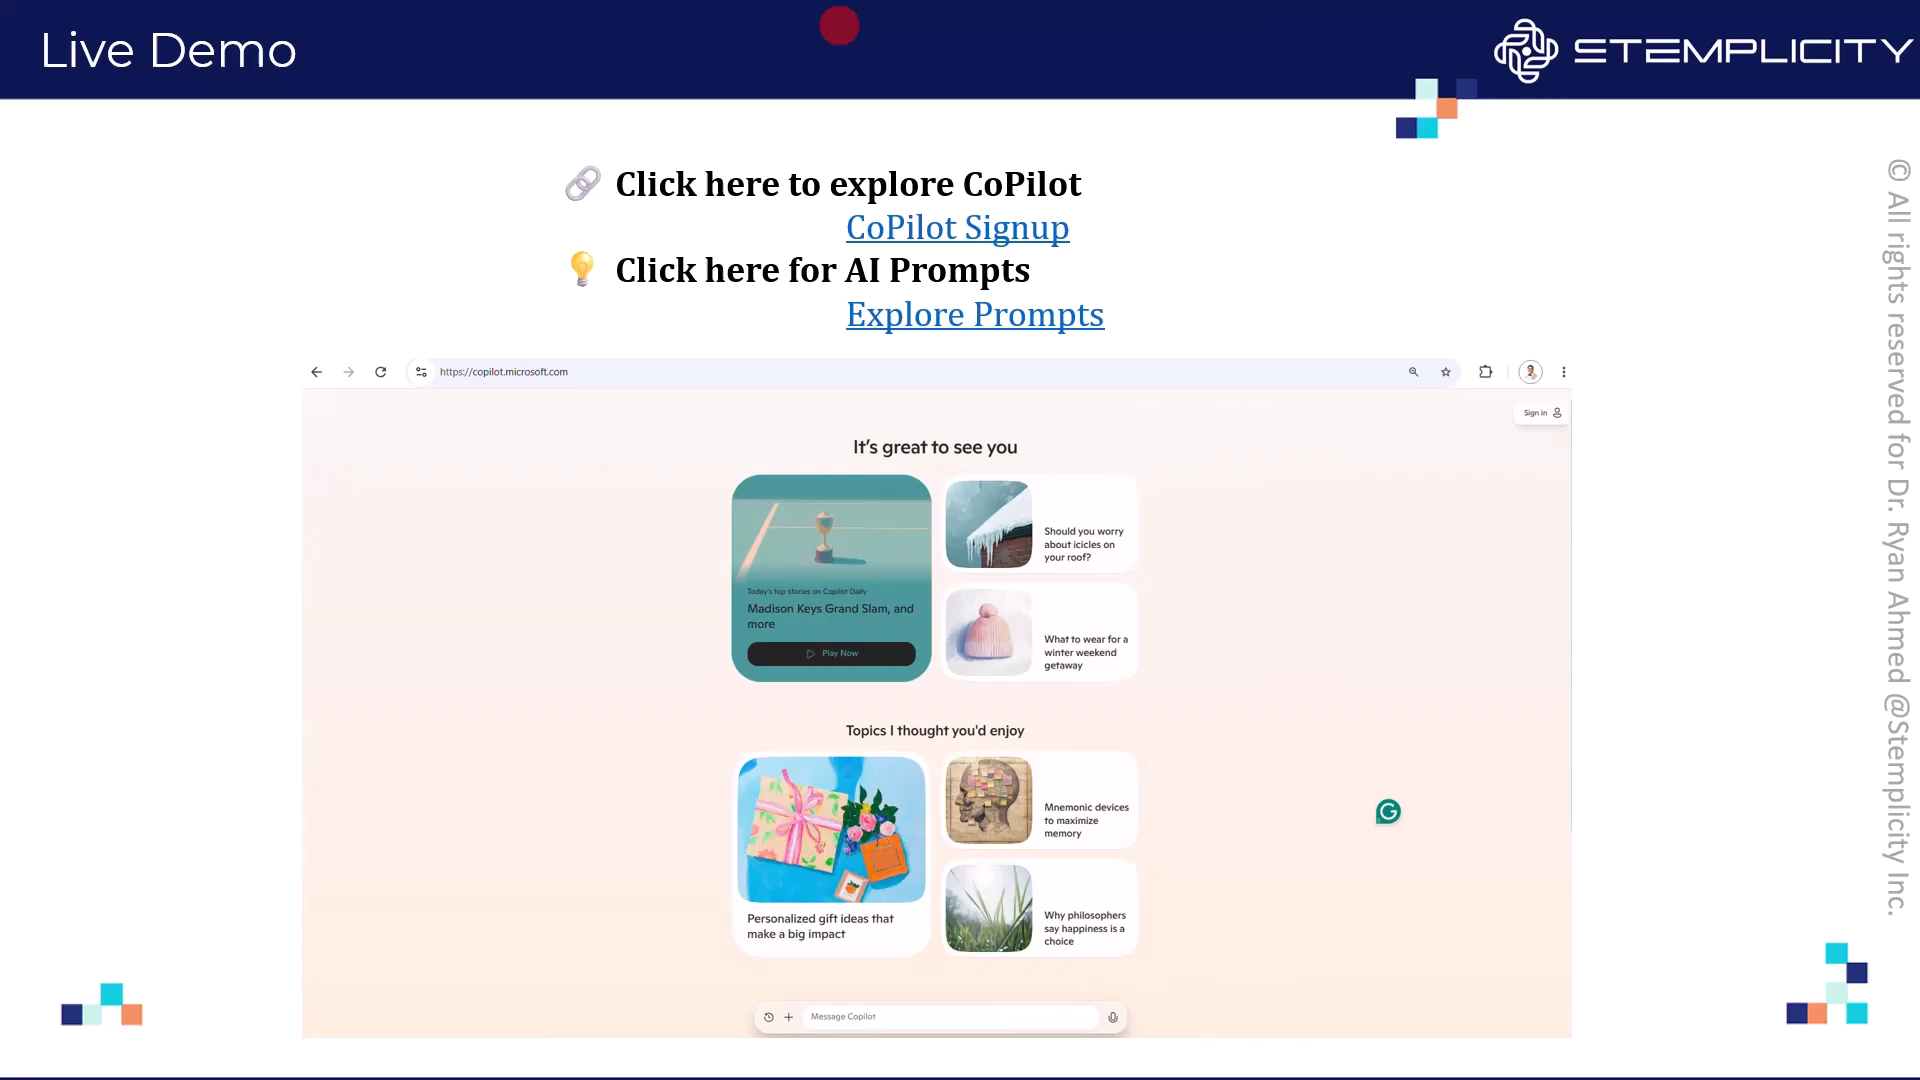 Live Demo
STEMPLICITY
Click here to explore CoPilot
CoPilot Signup
Click here for AI Prompts
Explore Prompts
https://copilot.microsoft.com
Sign in
It's great to see you
Today's top stories on Copilot Daily
Madison Keys Grand Slam, and
more
Play Now
Should you worry
about icicles on
your roof?
What to wear for a
winter weekend
getaway
Topics I thought you'd enjoy
Personalized gift ideas that
make a big impact
Mnemonic devices
to maximize
memory
Why philosophers
say happiness is a
choice
Message Copilot
G
© All rights reserved for Dr. Ryan Ahmed @Stemplicity Inc.